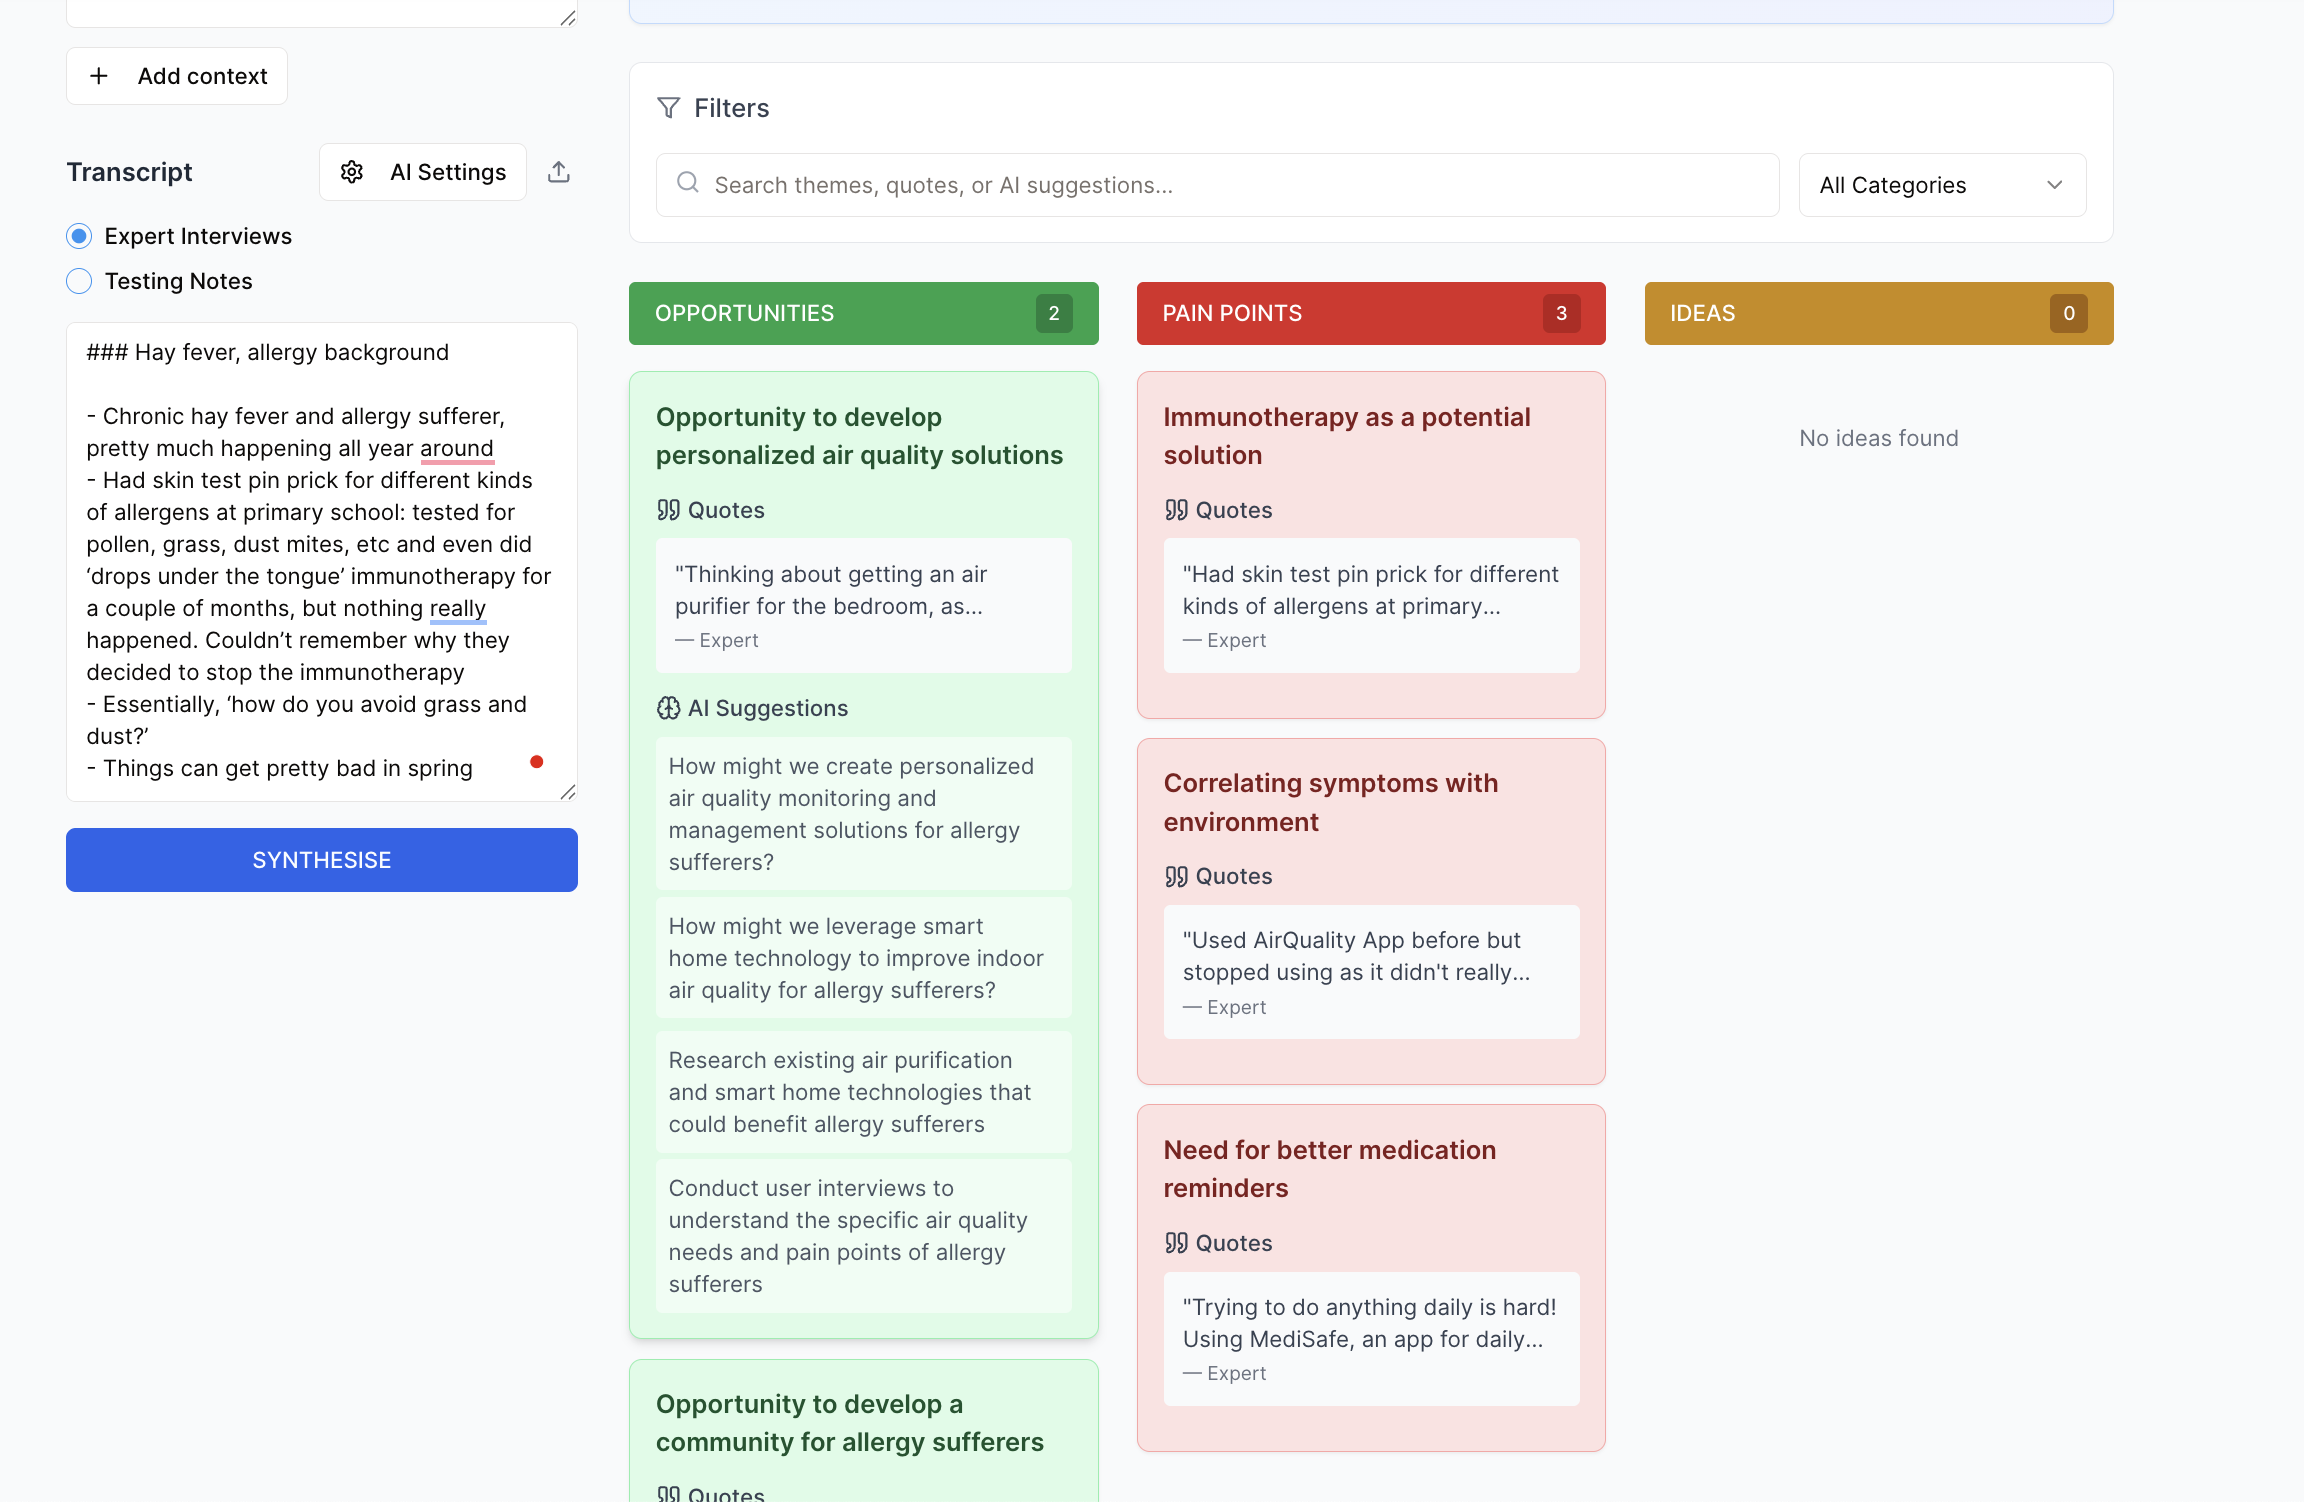 Add context
Transcript
AI Settings
Expert Interviews
Testing Notes
### Hay fever, allergy background
- Chronic hay fever and allergy sufferer,
pretty much happening all year around
- Had skin test pin prick for different kinds
of allergens at primary school: tested for
pollen, grass, dust mites, etc and even did
‘drops under the tongue’ immunotherapy for
a couple of months, but nothing really
happened. Couldn’t remember why they
decided to stop the immunotherapy
- Essentially, ‘how do you avoid grass and
dust?’
- Things can get pretty bad in spring
SYNTHESISE
Filters
Search themes, quotes, or AI suggestions...
All Categories
OPPORTUNITIES 2
Opportunity to develop
personalized air quality solutions
Quotes
"Thinking about getting an air
purifier for the bedroom, as...
— Expert
AI Suggestions
How might we create personalized
air quality monitoring and
management solutions for allergy
sufferers?
How might we leverage smart
home technology to improve indoor
air quality for allergy sufferers?
Research existing air purification
and smart home technologies that
could benefit allergy sufferers
Conduct user interviews to
understand the specific air quality
needs and pain points of allergy
sufferers
Opportunity to develop a
community for allergy sufferers
Quotes
PAIN POINTS 3
Immunotherapy as a potential
solution
Quotes
"Had skin test pin prick for different
kinds of allergens at primary...
— Expert
Correlating symptoms with
environment
Quotes
"Used AirQuality App before but
stopped using as it didn't really...
— Expert
Need for better medication
reminders
Quotes
"Trying to do anything daily is hard!
Using MediSafe, an app for daily...
— Expert
IDEAS 0
No ideas found